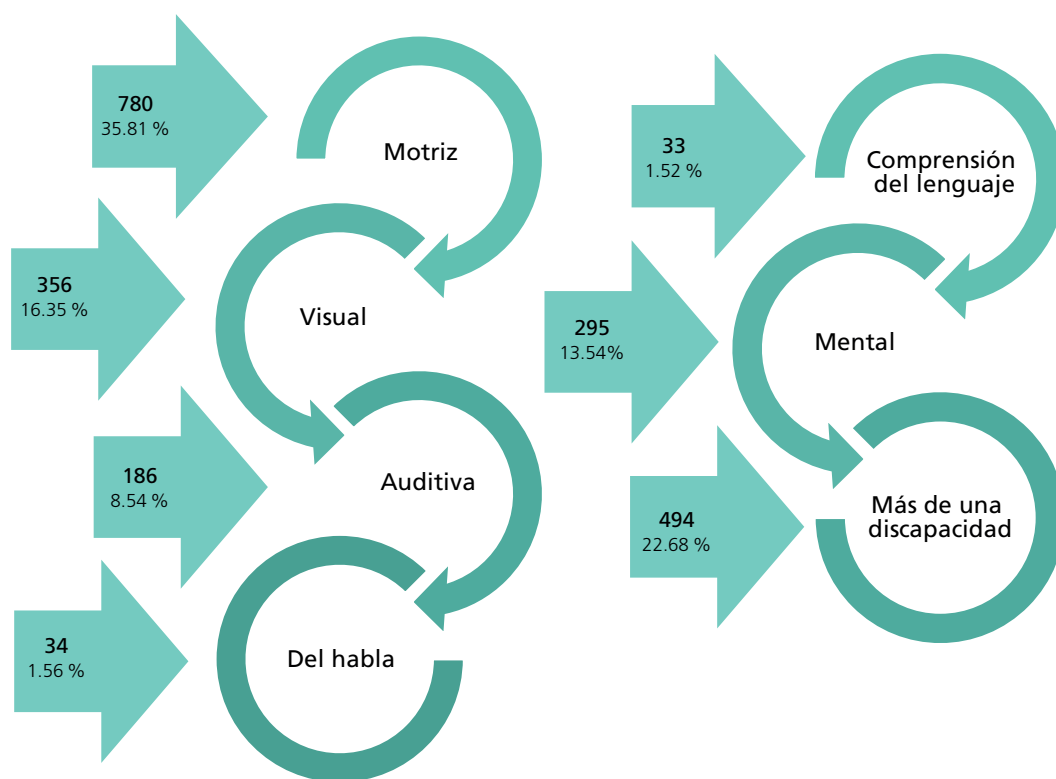 780
35.81 %
Motriz
356
16.35 %
Visual
186
8.54 %
Auditiva
34
1.56 %
Del habla
33
1.52 %
Comprensión
del lenguaje
295
13.54%
Mental
494
22.68 %
Más de una
discapacidad